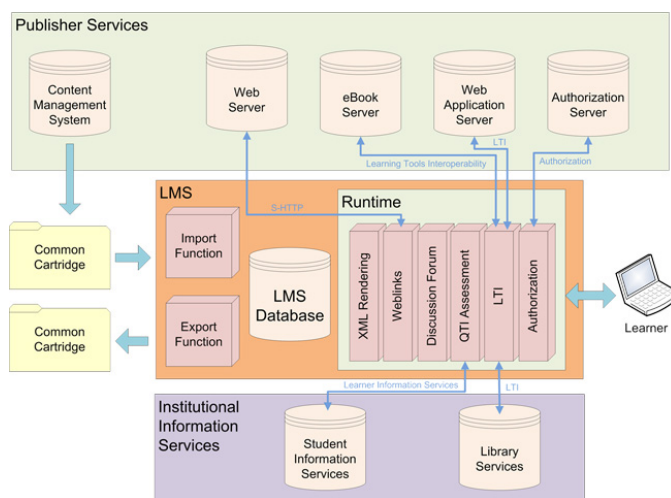 Publisher Services
Content
Management
System
Web
Server
eBook
Server
Web
Application
Server
Authorization
Server
LTI
Learning Tools Interoperability
Authorization
LMS
S-HTTP
Runtime
Common
Cartridge
Import
Function
LMS
Database
XML Rendering
Weblinks
Discussion Forum
QTI Assessment
LTI
Authorization
Learner
Common
Cartridge
Export
Function
Learner Information Services
LTI
Institutional
Information
Services
Student
Information
Services
Library
Services